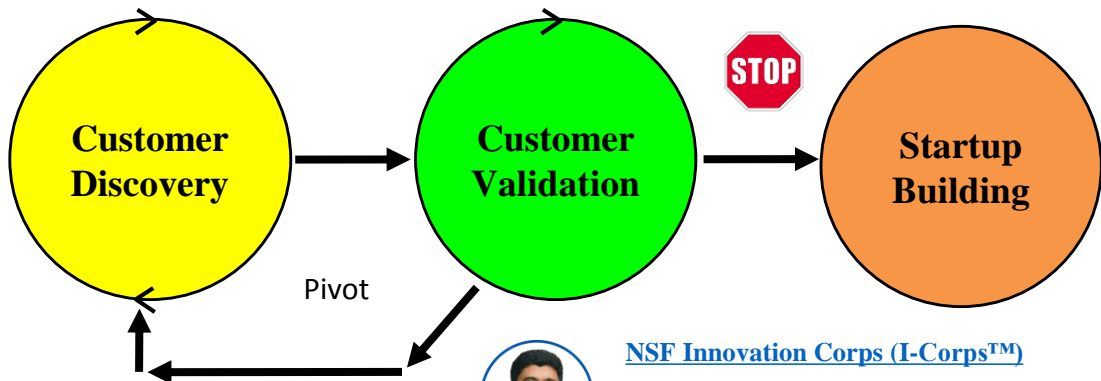 STOP
Customer
Discovery
Customer
Validation
Startup
Building
Pivot
NSF Innovation Corps (I-Corps™)